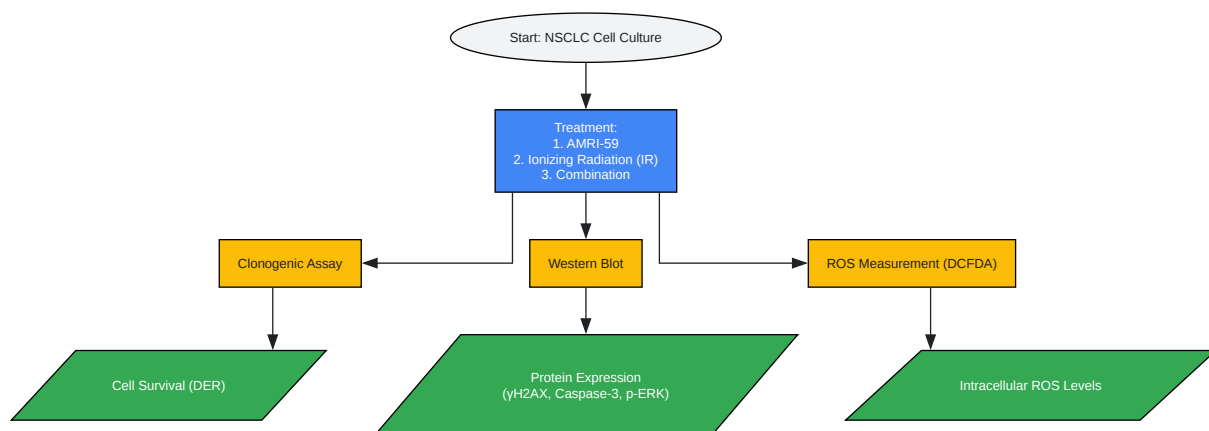 Start: NSCLC Cell Culture
Treatment:
1. AMRI-59
2. Ionizing Radiation (IR)
3. Combination
Clonogenic Assay
Western Blot
ROS Measurement (DCFDA)
Cell Survival (DER)
Protein Expression
(γH2AX, Caspase-3, p-ERK)
Intracellular ROS Levels